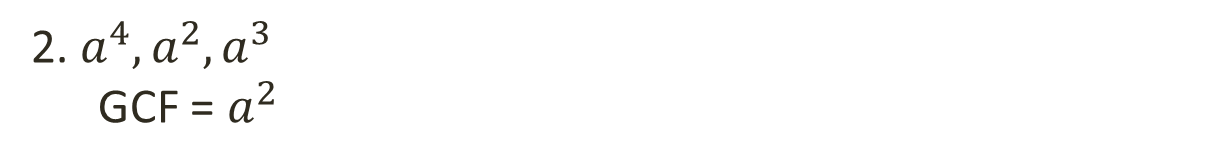 2. a⁴, a², a³
GCF = a²